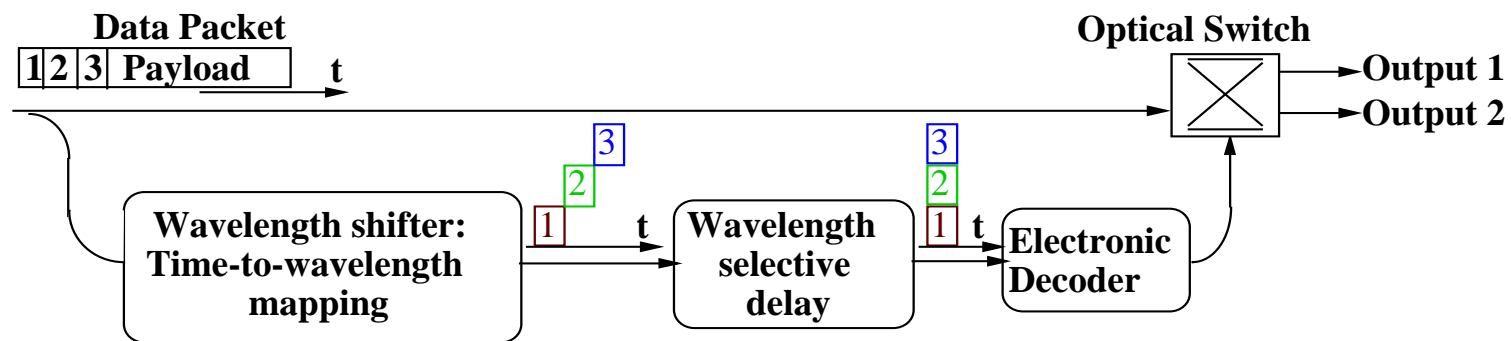 Data Packet
1 2 3 Payload
t
Optical Switch
Output 1
Output 2
Wavelength shifter:
Time-to-wavelength
mapping
1
2
3
t
Wavelength
selective
delay
3
2
1
t
Electronic
Decoder